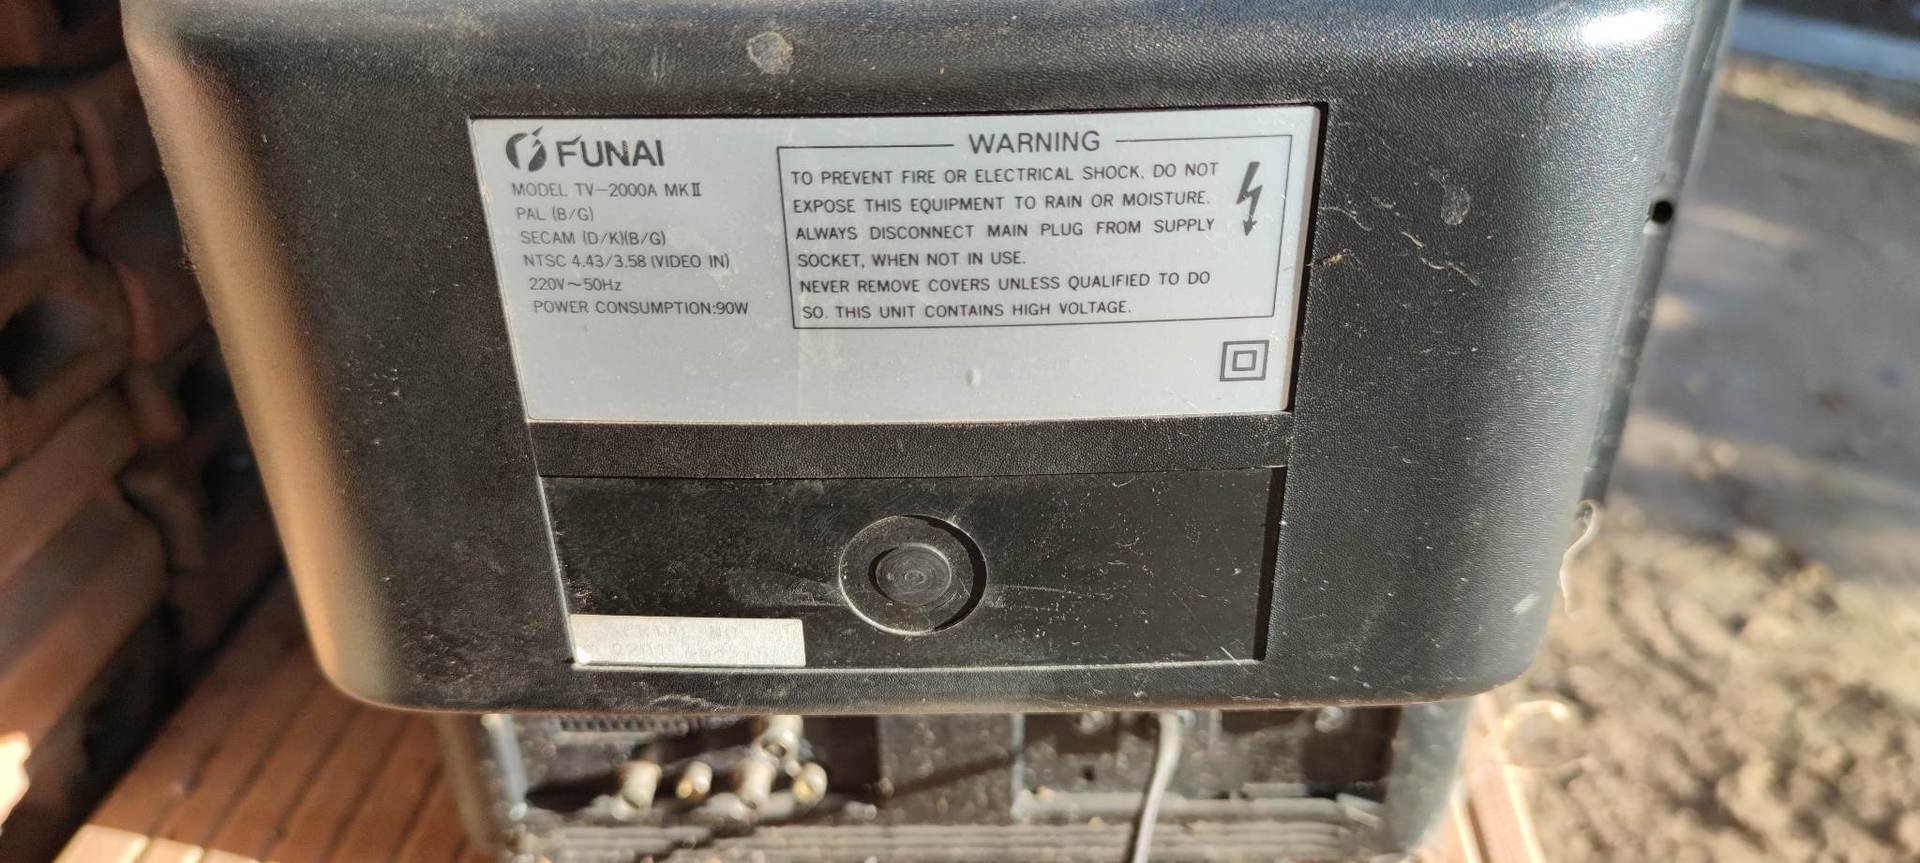 FUNAI
MODEL TV-2000A MKⅡ
PAL (B/G)
SECAM (D/K)(B/G)
NTSC 4.43/3.58 (VIDEO IN)
220V~50Hz
POWER CONSUMPTION:90W
WARNING
TO PREVENT FIRE OR ELECTRICAL SHOCK, DO NOT
EXPOSE THIS EQUIPMENT TO RAIN OR MOISTURE.
ALWAYS DISCONNECT MAIN PLUG FROM SUPPLY
SOCKET, WHEN NOT IN USE.
NEVER REMOVE COVERS UNLESS QUALIFIED TO DO
SO. THIS UNIT CONTAINS HIGH VOLTAGE.